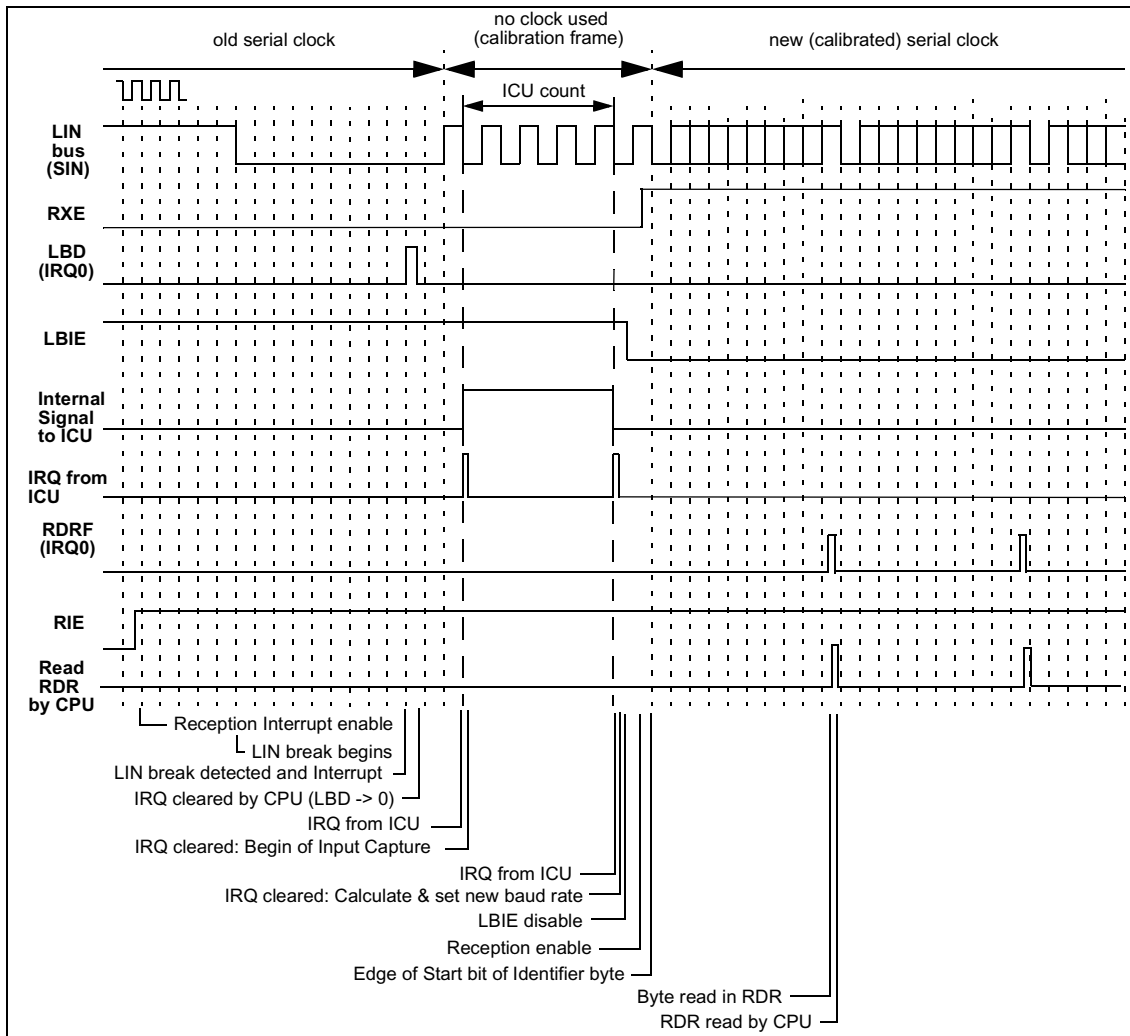 no clock used
old serial clock
(calibration frame)
new (calibrated) serial clock
ICU count
LIN
bus
(SIN)
RXE
LBD
(IRQ0)
LBIE
Internal
Signal
to ICU
IRQ from
ICU
RDRF
(IRQ0)
RIE
Read
RDR
by CPU
Reception Interrupt enable
LIN break begins
LIN break detected and Interrupt
IRQ cleared by CPU (LBD -> 0)
IRQ from ICU
IRQ cleared: Begin of Input Capture
IRQ from ICU
IRQ cleared: Calculate & set new baud rate
LBIE disable
Reception enable
Edge of Start bit of Identifier byte
Byte read in RDR
RDR read by CPU